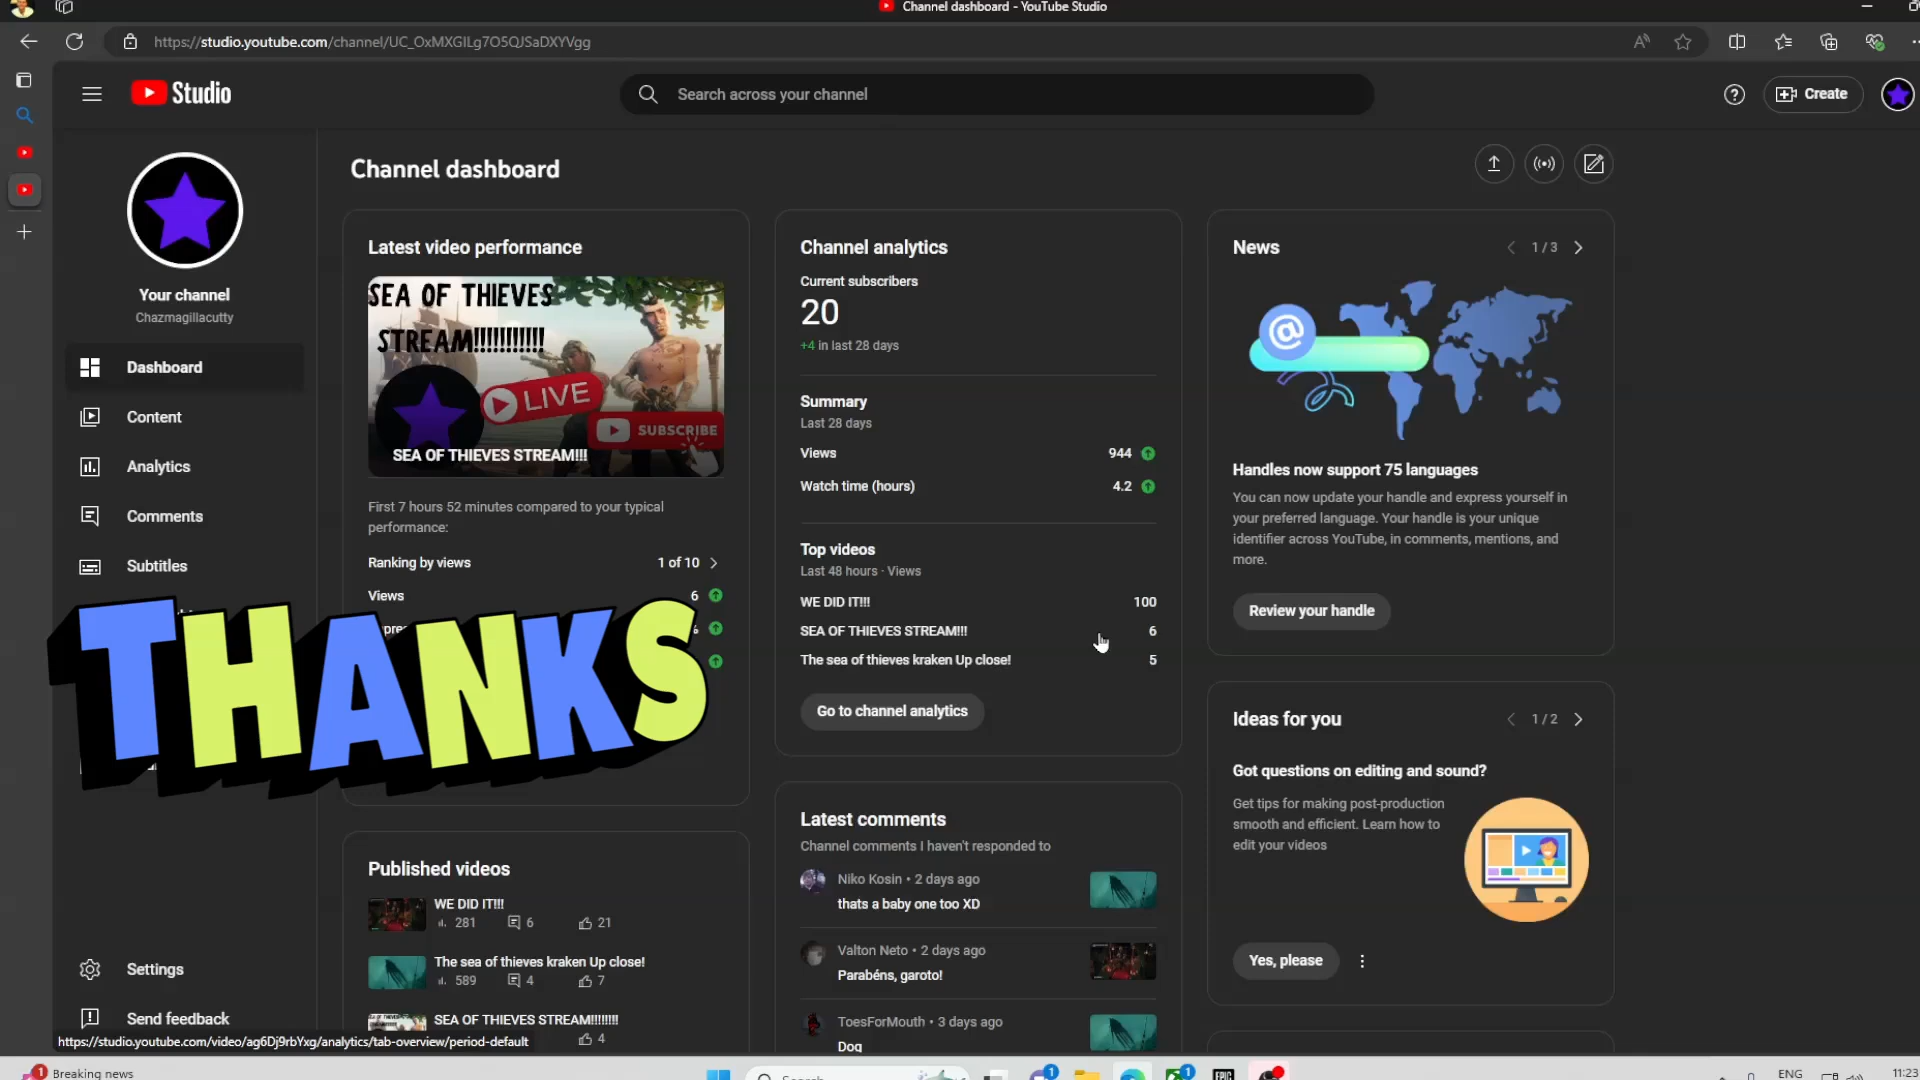 Channel dashboard - YouTube Studio
https://studio.youtube.com/channel/UC_OxMXGILg7O5QJSaDXYVgg
Studio
Search across your channel
Create
Your channel
Chazmagillacutty
Dashboard
Content
Analytics
Comments
Subtitles
Settings
Send feedback
Channel dashboard
Latest video performance
SEA OF THIEVES
STREAM!!!!!!!!!!!
LIVE
SUBSCRIBE
SEA OF THIEVES STREAM!!!
First 7 hours 52 minutes compared to your typical
performance:
Ranking by views 1 of 10
Views 6
THANKS
Published videos
WE DID IT!!!
281 6 21
The sea of thieves kraken Up close!
589 4 7
SEA OF THIEVES STREAM!!!!!!!!
4
Channel analytics
Current subscribers
20
+4 in last 28 days
Summary
Last 28 days
Views 944
Watch time (hours) 4.2
Top videos
Last 48 hours · Views
WE DID IT!!! 100
SEA OF THIEVES STREAM!!! 6
The sea of thieves kraken Up close! 5
Go to channel analytics
Latest comments
Channel comments I haven't responded to
Niko Kosin • 2 days ago
thats a baby one too XD
Valton Neto • 2 days ago
Parabéns, garoto!
ToesForMouth • 3 days ago
Dog
News
1 / 3
@
Handles now support 75 languages
You can now update your handle and express yourself in
your preferred language. Your handle is your unique
identifier across YouTube, in comments, mentions, and
more.
Review your handle
Ideas for you
1 / 2
Got questions on editing and sound?
Get tips for making post-production
smooth and efficient. Learn how to
edit your videos
Yes, please
https://studio.youtube.com/video/ag6Dj9rbYxg/analytics/tab-overview/period-default
1
Breaking news
Search
1
1
EPIC
ENG
11:23